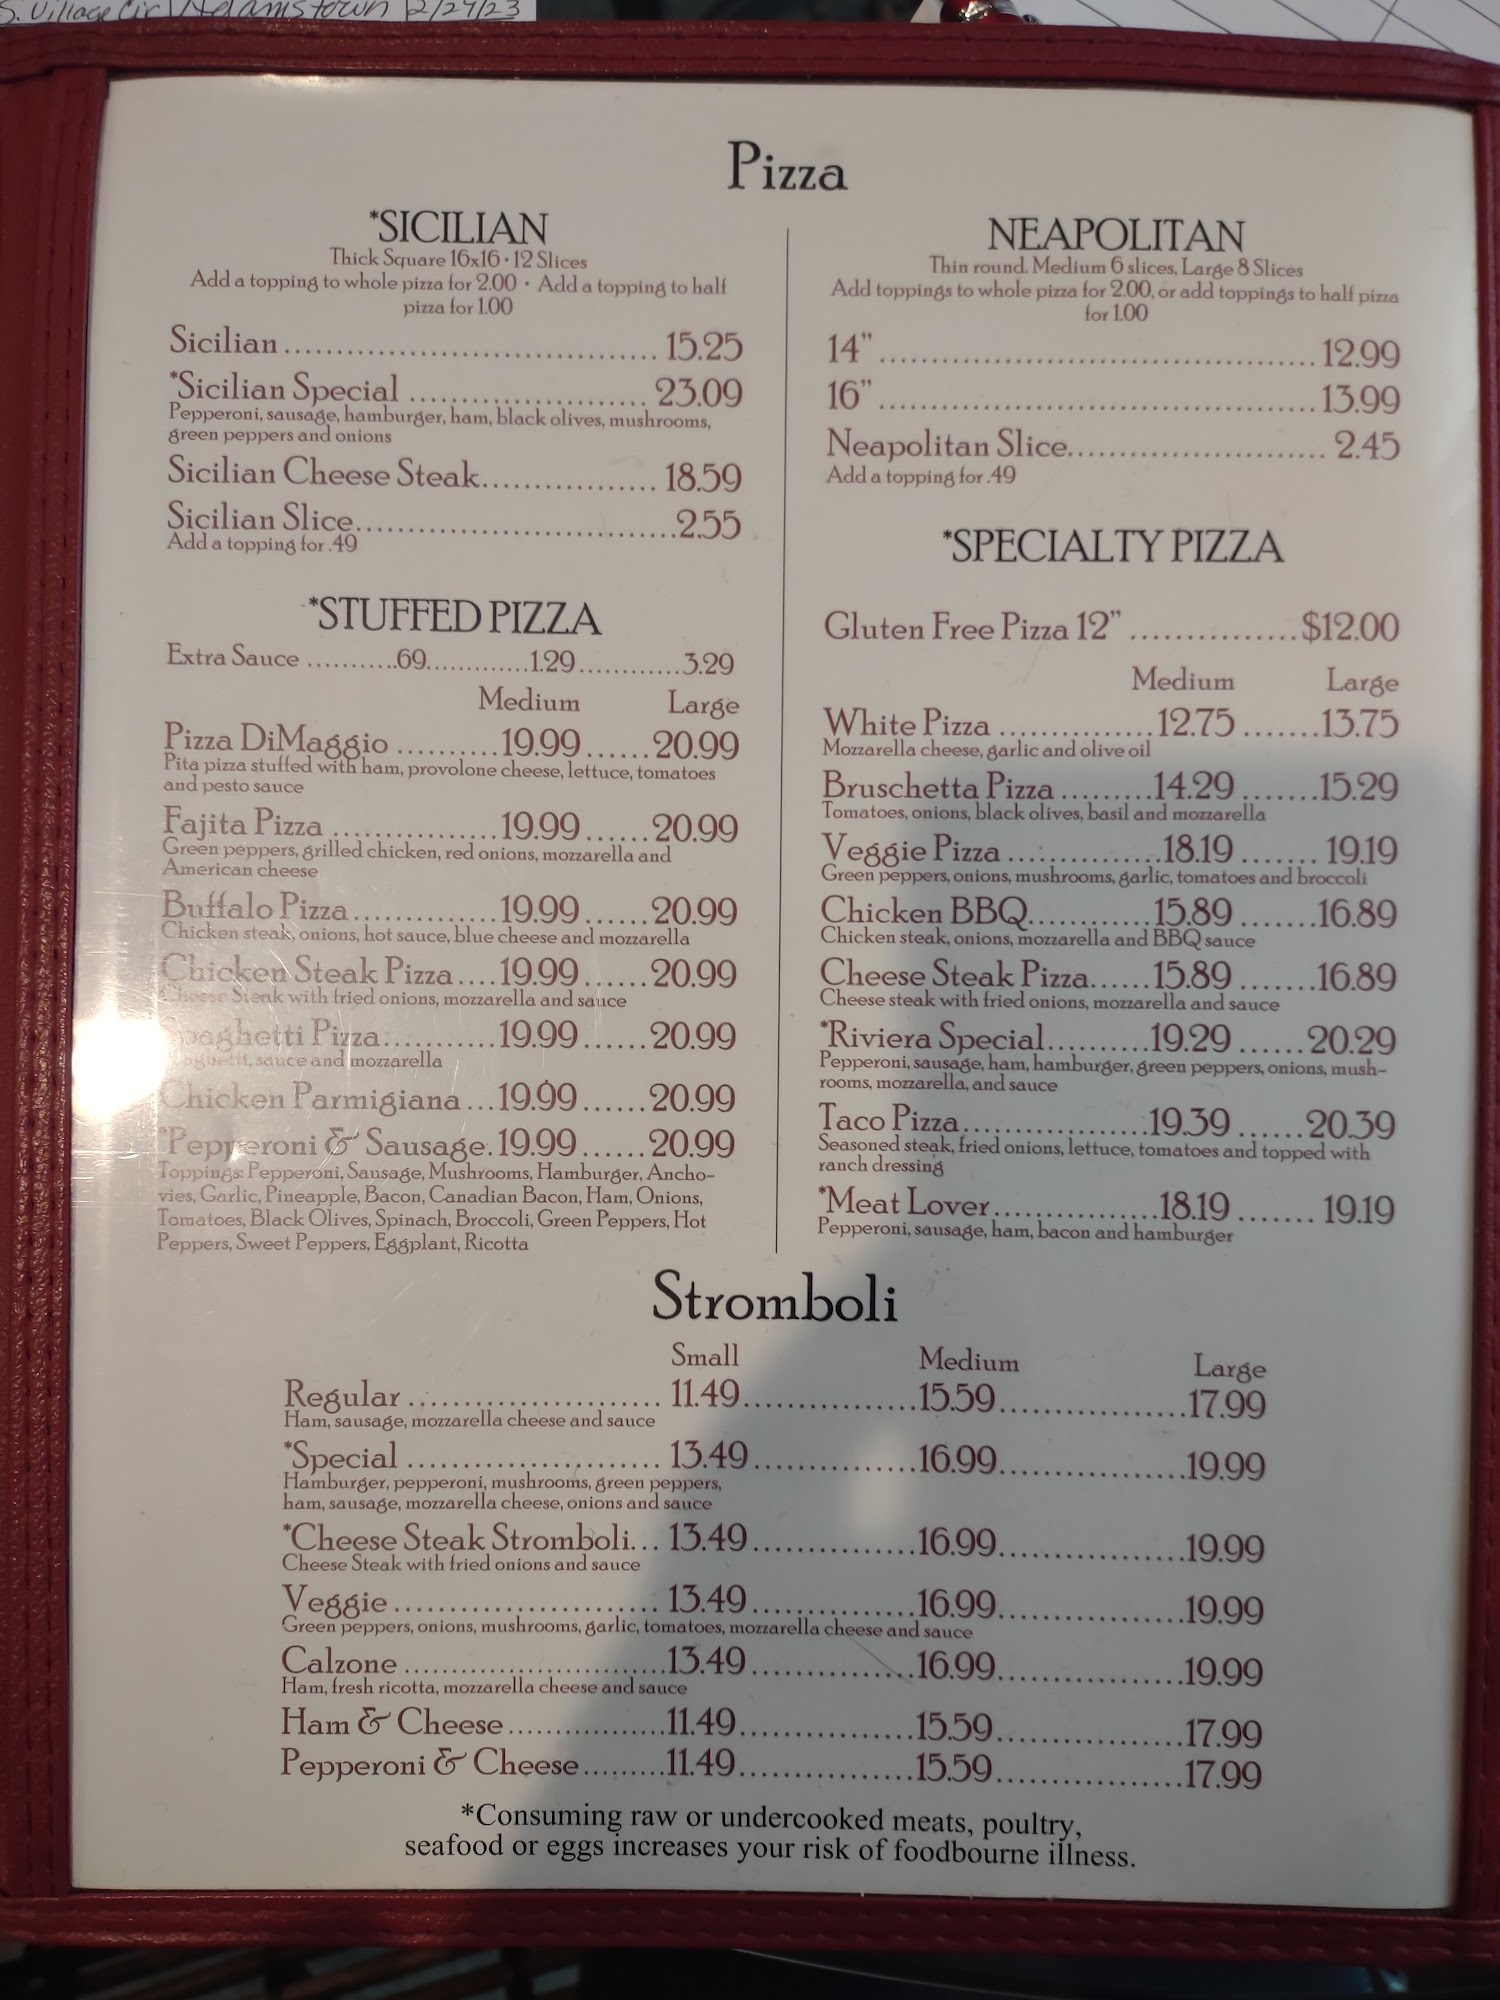 S. Village Cir Adamstown 2/27/23
Pizza
*SICILIAN
Thick Square 16x16 • 12 Slices
Add a topping to whole pizza for 2.00 • Add a topping to half
pizza for 1.00
Sicilian .................................... 15.25
*Sicilian Special ........................ 23.09
Pepperoni, sausage, hamburger, ham, black olives, mushrooms,
green peppers and onions
Sicilian Cheese Steak................. 18.59
Sicilian Slice...............................2.55
Add a topping for .49
*STUFFED PIZZA
Extra Sauce ..........69............1.29............3.29
Medium Large
Pizza DiMaggio ..........19.99......20.99
Pita pizza stuffed with ham, provolone cheese, lettuce, tomatoes
and pesto sauce
Fajita Pizza ................19.99......20.99
Green peppers, grilled chicken, red onions, mozzarella and
American cheese
Buffalo Pizza..............19.99......20.99
Chicken steak, onions, hot sauce, blue cheese and mozzarella
Chicken Steak Pizza....19.99......20.99
Cheese Steak with fried onions, mozzarella and sauce
Spaghetti Pizza...........19.99......20.99
Spaghetti, sauce and mozzarella
Chicken Parmigiana...19.99......20.99
*Pepperoni & Sausage.19.99......20.99
Toppings: Pepperoni, Sausage, Mushrooms, Hamburger, Ancho-
vies, Garlic, Pineapple, Bacon, Canadian Bacon, Ham, Onions,
Tomatoes, Black Olives, Spinach, Broccoli, Green Peppers, Hot
Peppers, Sweet Peppers, Eggplant, Ricotta
NEAPOLITAN
Thin round. Medium 6 slices, Large 8 Slices
Add toppings to whole pizza for 2.00, or add toppings to half pizza
for 1.00
14” .......................................... 12.99
16” .......................................... 13.99
Neapolitan Slice......................... 2.45
Add a topping for .49
*SPECIALTY PIZZA
Gluten Free Pizza 12” ...............$12.00
Medium Large
White Pizza ...............12.75 .......13.75
Mozzarella cheese, garlic and olive oil
Bruschetta Pizza .........14.29 .......15.29
Tomatoes, onions, black olives, basil and mozzarella
Veggie Pizza ...............18.19 ....... 19.19
Green peppers, onions, mushrooms, garlic, tomatoes and broccoli
Chicken BBQ............15.89 .......16.89
Chicken steak, onions, mozzarella and BBQ sauce
Cheese Steak Pizza......15.89 .......16.89
Cheese steak with fried onions, mozzarella and sauce
*Riviera Special..........19.29 ......20.29
Pepperoni, sausage, ham, hamburger, green peppers, onions, mush-
rooms, mozzarella, and sauce
Taco Pizza..................19.39 ......20.39
Seasoned steak, fried onions, lettuce, tomatoes and topped with
ranch dressing
*Meat Lover................18.19 ....... 19.19
Pepperoni, sausage, ham, bacon and hamburger
Stromboli
Small Medium Large
Regular ........................ 11.49.................15.59...................17.99
Ham, sausage, mozzarella cheese and sauce
*Special ........................ 13.49................16.99...................19.99
Hamburger, pepperoni, mushrooms, green peppers,
ham, sausage, mozzarella cheese, onions and sauce
*Cheese Steak Stromboli... 13.49................16.99...................19.99
Cheese Steak with fried onions and sauce
Veggie ......................... 13.49................16.99...................19.99
Green peppers, onions, mushrooms, garlic, tomatoes, mozzarella cheese and sauce
Calzone ..........................13.49................16.99...................19.99
Ham, fresh ricotta, mozzarella cheese and sauce
Ham & Cheese................11.49.................15.59...................17.99
Pepperoni & Cheese.........11.49.................15.59...................17.99
*Consuming raw or undercooked meats, poultry,
seafood or eggs increases your risk of foodbourne illness.